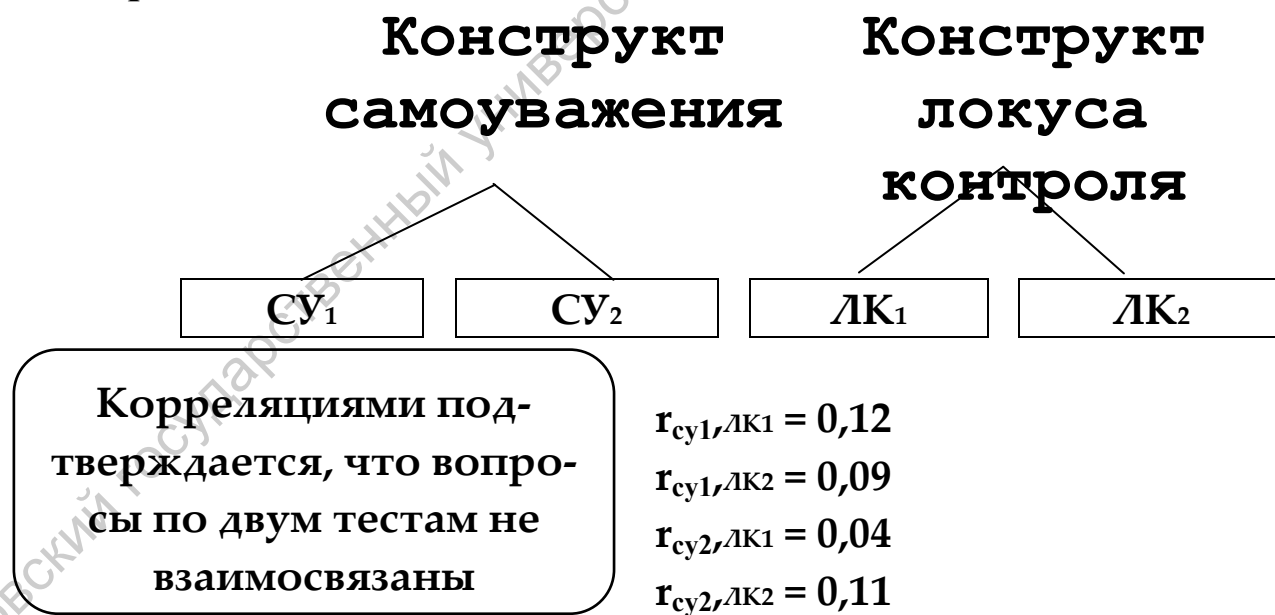 Конструкт
самоуважения
Конструкт
локуса
контроля
СУ₁
СУ₂
ЛК₁
ЛК₂
Корреляциями под-
тверждается, что вопро-
сы по двум тестам не
взаимосвязаны
rсу1,ЛК1 = 0,12
rсу1,ЛК2 = 0,09
rсу2,ЛК1 = 0,04
rсу2,ЛК2 = 0,11